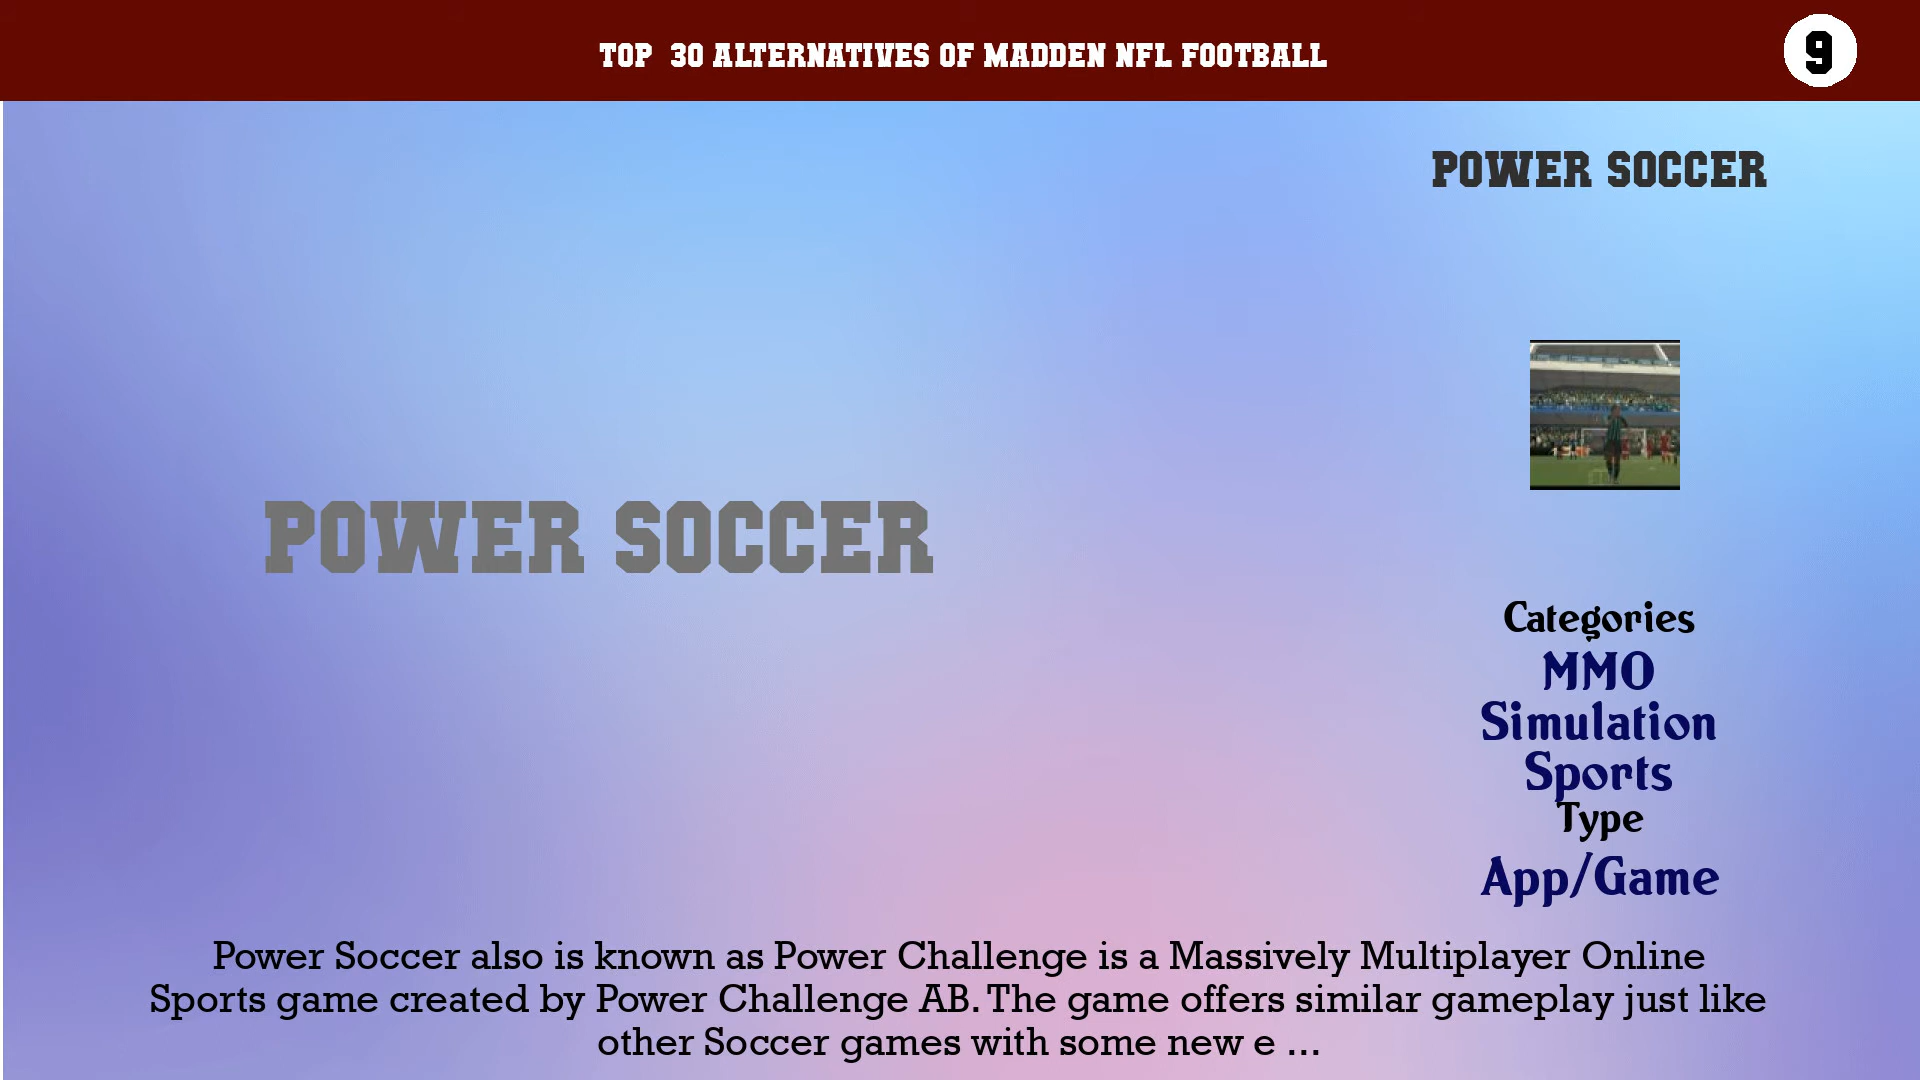 TOP 30 ALTERNATIVES OF MADDEN NFL FOOTBALL
9
POWER SOCCER
POWER SOCCER
Categories
MMO
Simulation
Sports
Type
App/Game
Power Soccer also is known as Power Challenge is a Massively Multiplayer Online
Sports game created by Power Challenge AB. The game offers similar gameplay just like
other Soccer games with some new e ...